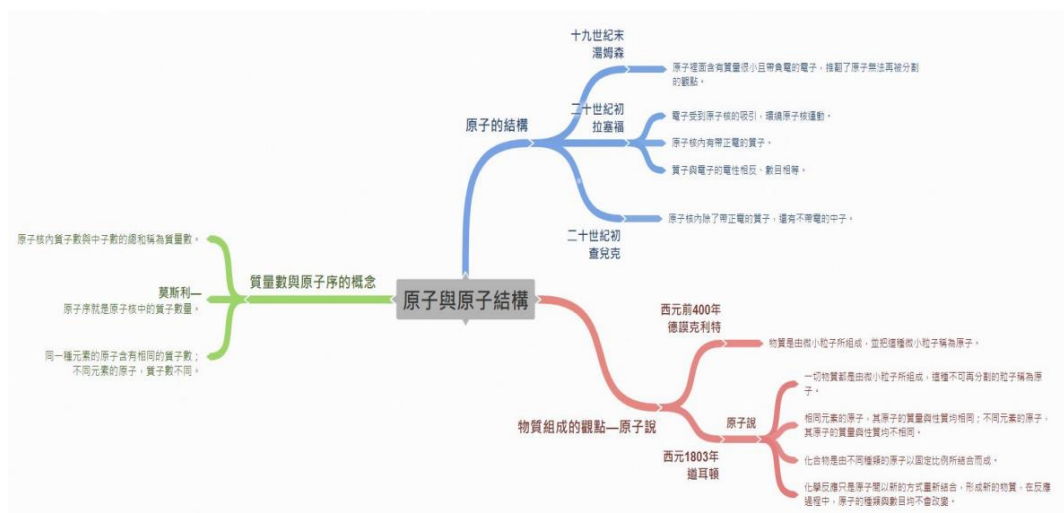 原子與原子結構
原子的結構
十九世紀末
湯姆森
原子裡面含有質量很小且帶負電的電子，推翻了原子無法再被分割
的觀點。
二十世紀初
拉塞福
電子受到原子核的吸引，環繞原子核運動。
原子核內有帶正電的質子。
質子與電子的電性相反、數目相等。
二十世紀初
查兌克
原子核內除了帶正電的質子，還有不帶電的中子。
物質組成的觀點—原子說
西元前400年
德謨克利特
物質是由微小粒子所組成，並把這種微小粒子稱為原子。
西元1803年
道耳頓
原子說
一切物質都是由微小粒子所組成，這種不可再分割的粒子稱為原
子。
相同元素的原子，其原子的質量與性質均相同；不同元素的原子，
其原子的質量與性質均不相同。
化合物是由不同種類的原子以固定比例所結合而成。
化學反應只是原子間以新的方式重新結合，形成新的物質，在反應
過程中，原子的種類與數目均不會改變。
質量數與原子序的概念
原子核內質子數與中子數的總和稱為質量數。
莫斯利—
原子序就是原子核中的質子數量。
同一種元素的原子含有相同的質子數；
不同元素的原子，質子數不同。